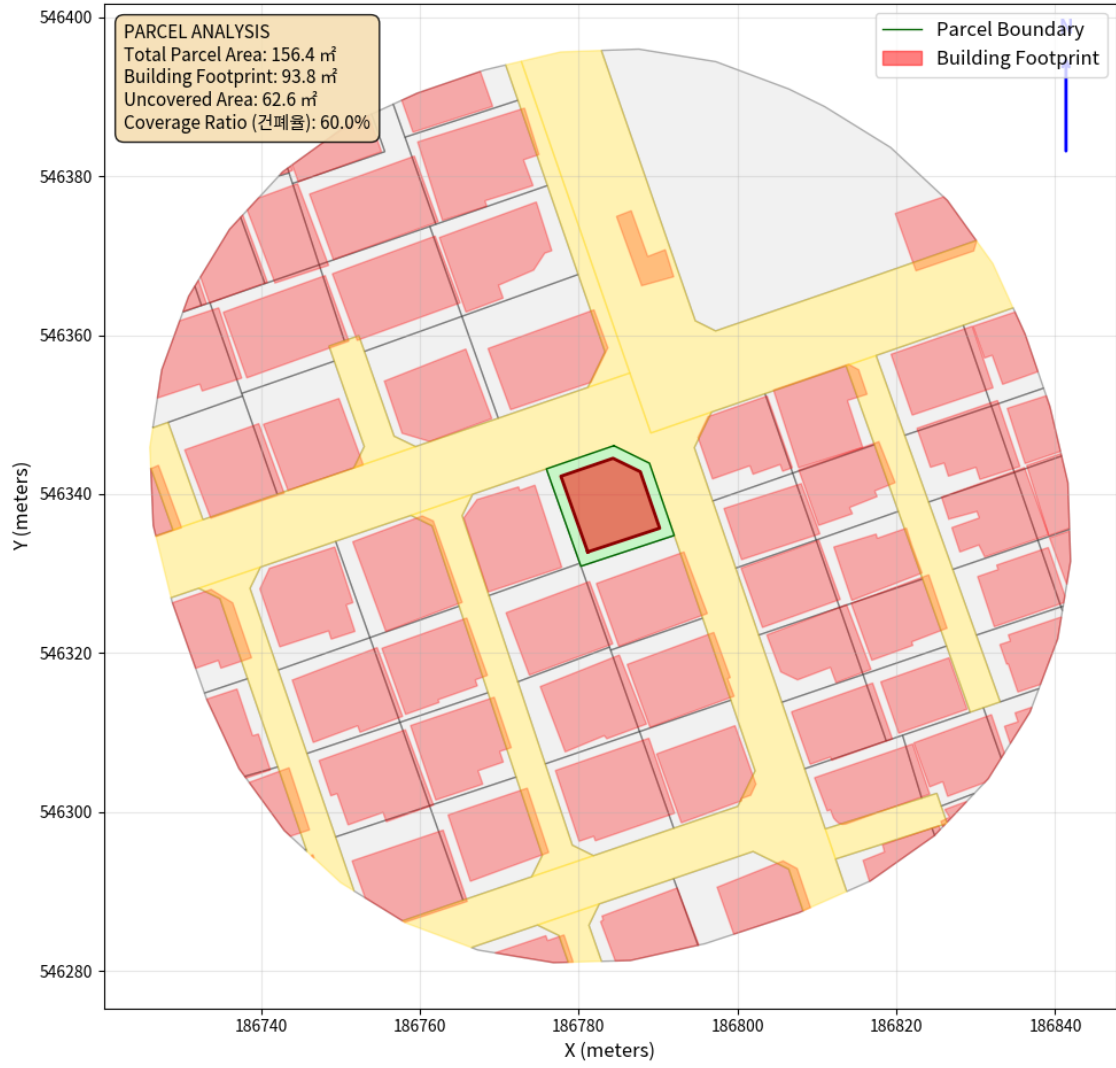 PARCEL ANALYSIS
Total Parcel Area: 156.4 ㎡
Building Footprint: 93.8 ㎡
Uncovered Area: 62.6 ㎡
Coverage Ratio (건폐율): 60.0%
Parcel Boundary
Building Footprint
N
546400
546380
546360
546340
546320
546300
546280
Y (meters)
186740
186760
186780
186800
186820
186840
X (meters)